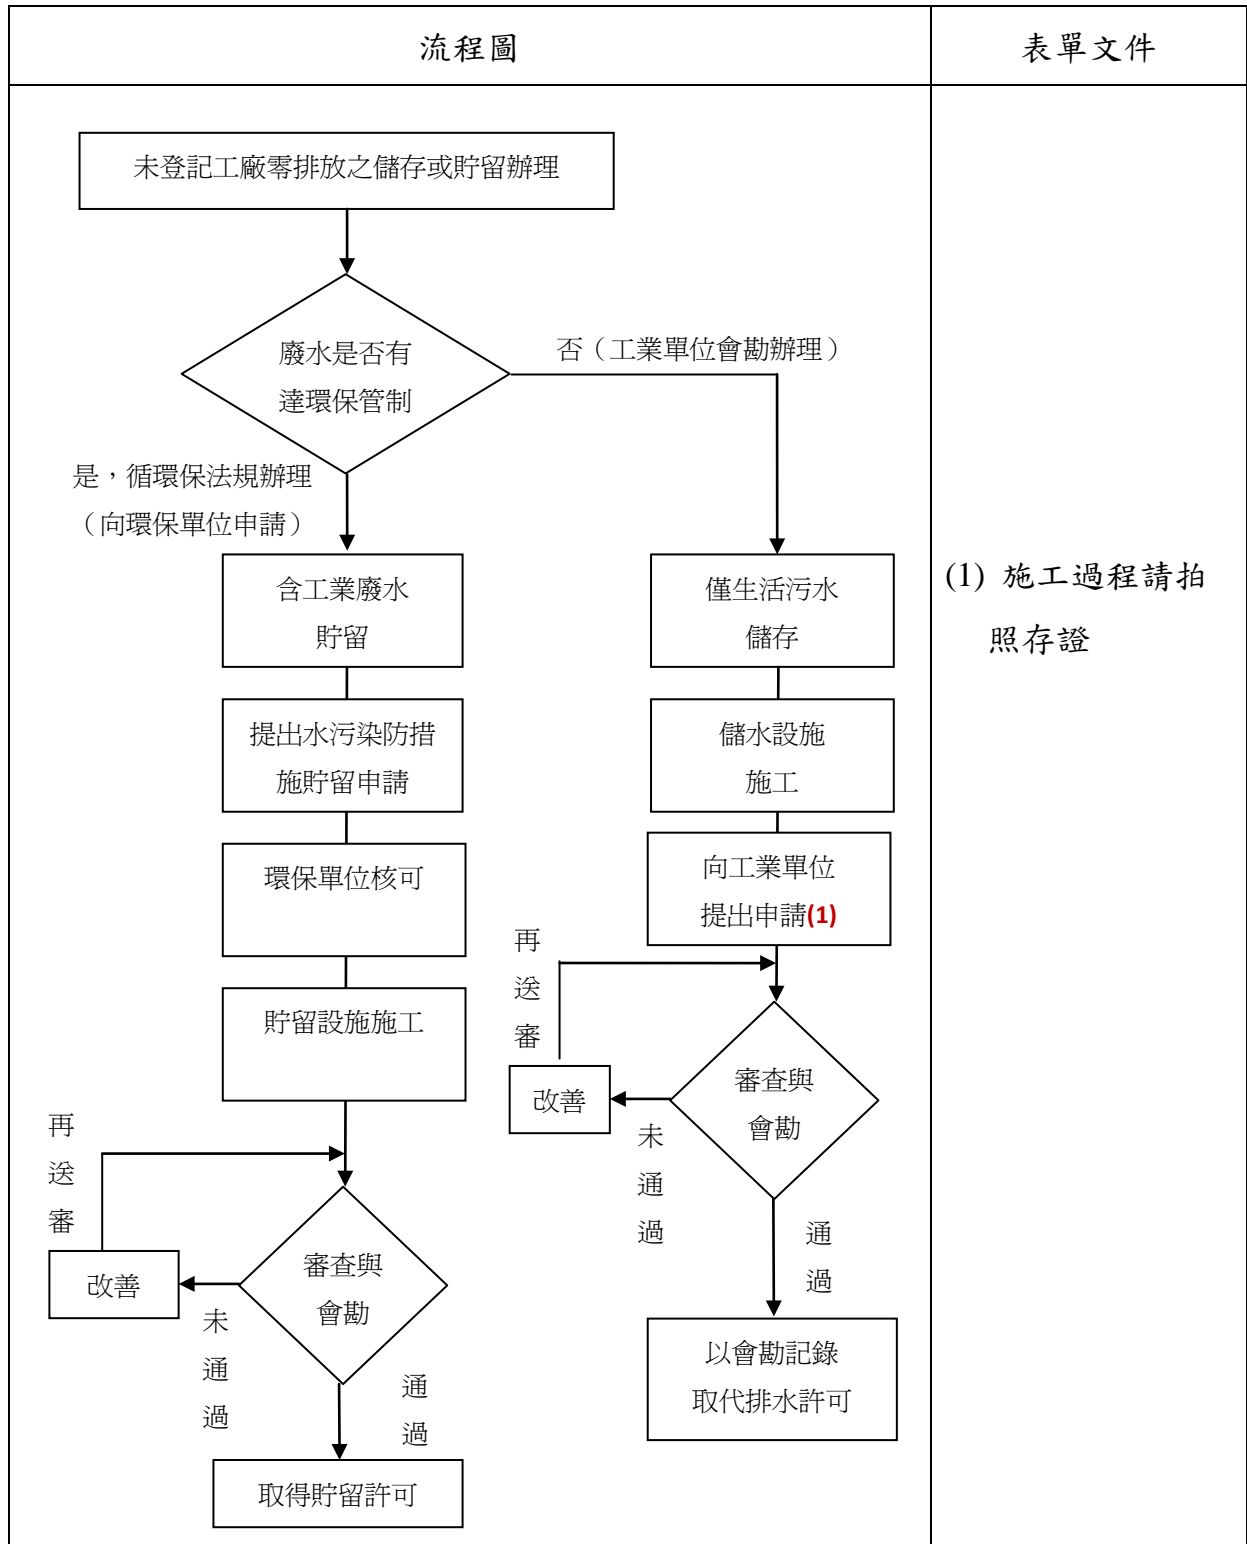 流程圖
表單文件
未登記工廠零排放之儲存或貯留辦理
廢水是否有
達環保管制
否（工業單位會勘辦理）
是，循環保法規辦理
（向環保單位申請）
含工業廢水
貯留
僅生活污水
儲存
(1) 施工過程請拍
照存證
提出水污染防措
施貯留申請
儲水設施
施工
環保單位核可
向工業單位
提出申請(1)
貯留設施施工
再送審
改善
審查與
會勘
未通過
通過
以會勘記錄
取代排水許可
再送審
改善
審查與
會勘
未通過
通過
取得貯留許可